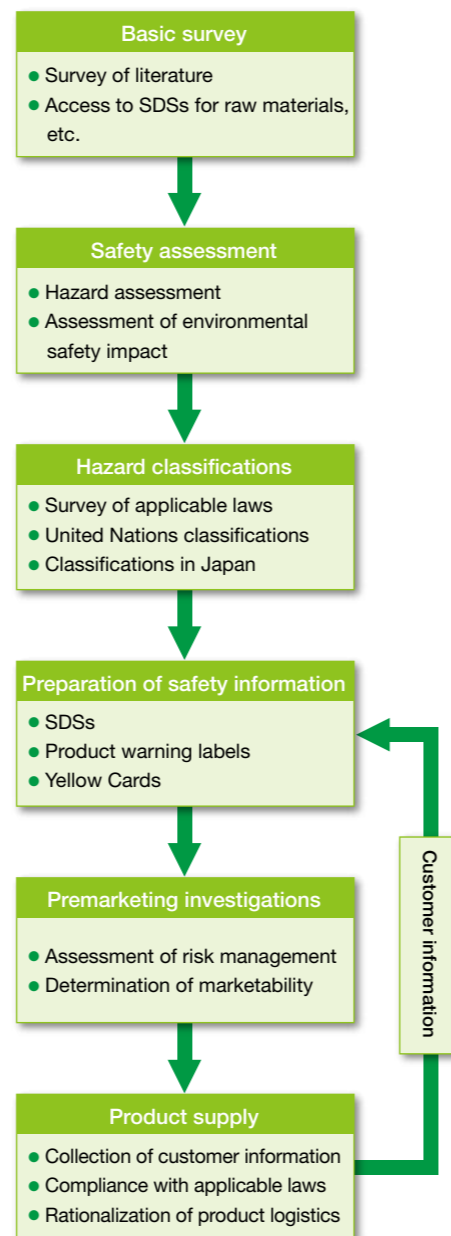 Basic survey
● Survey of literature
● Access to SDSs for raw materials,
etc.
Safety assessment
● Hazard assessment
● Assessment of environmental
safety impact
Hazard classifications
● Survey of applicable laws
● United Nations classifications
● Classifications in Japan
Preparation of safety information
● SDSs
● Product warning labels
● Yellow Cards
Premarketing investigations
● Assessment of risk management
● Determination of marketability
Product supply
● Collection of customer information
● Compliance with applicable laws
● Rationalization of product logistics
Customer information